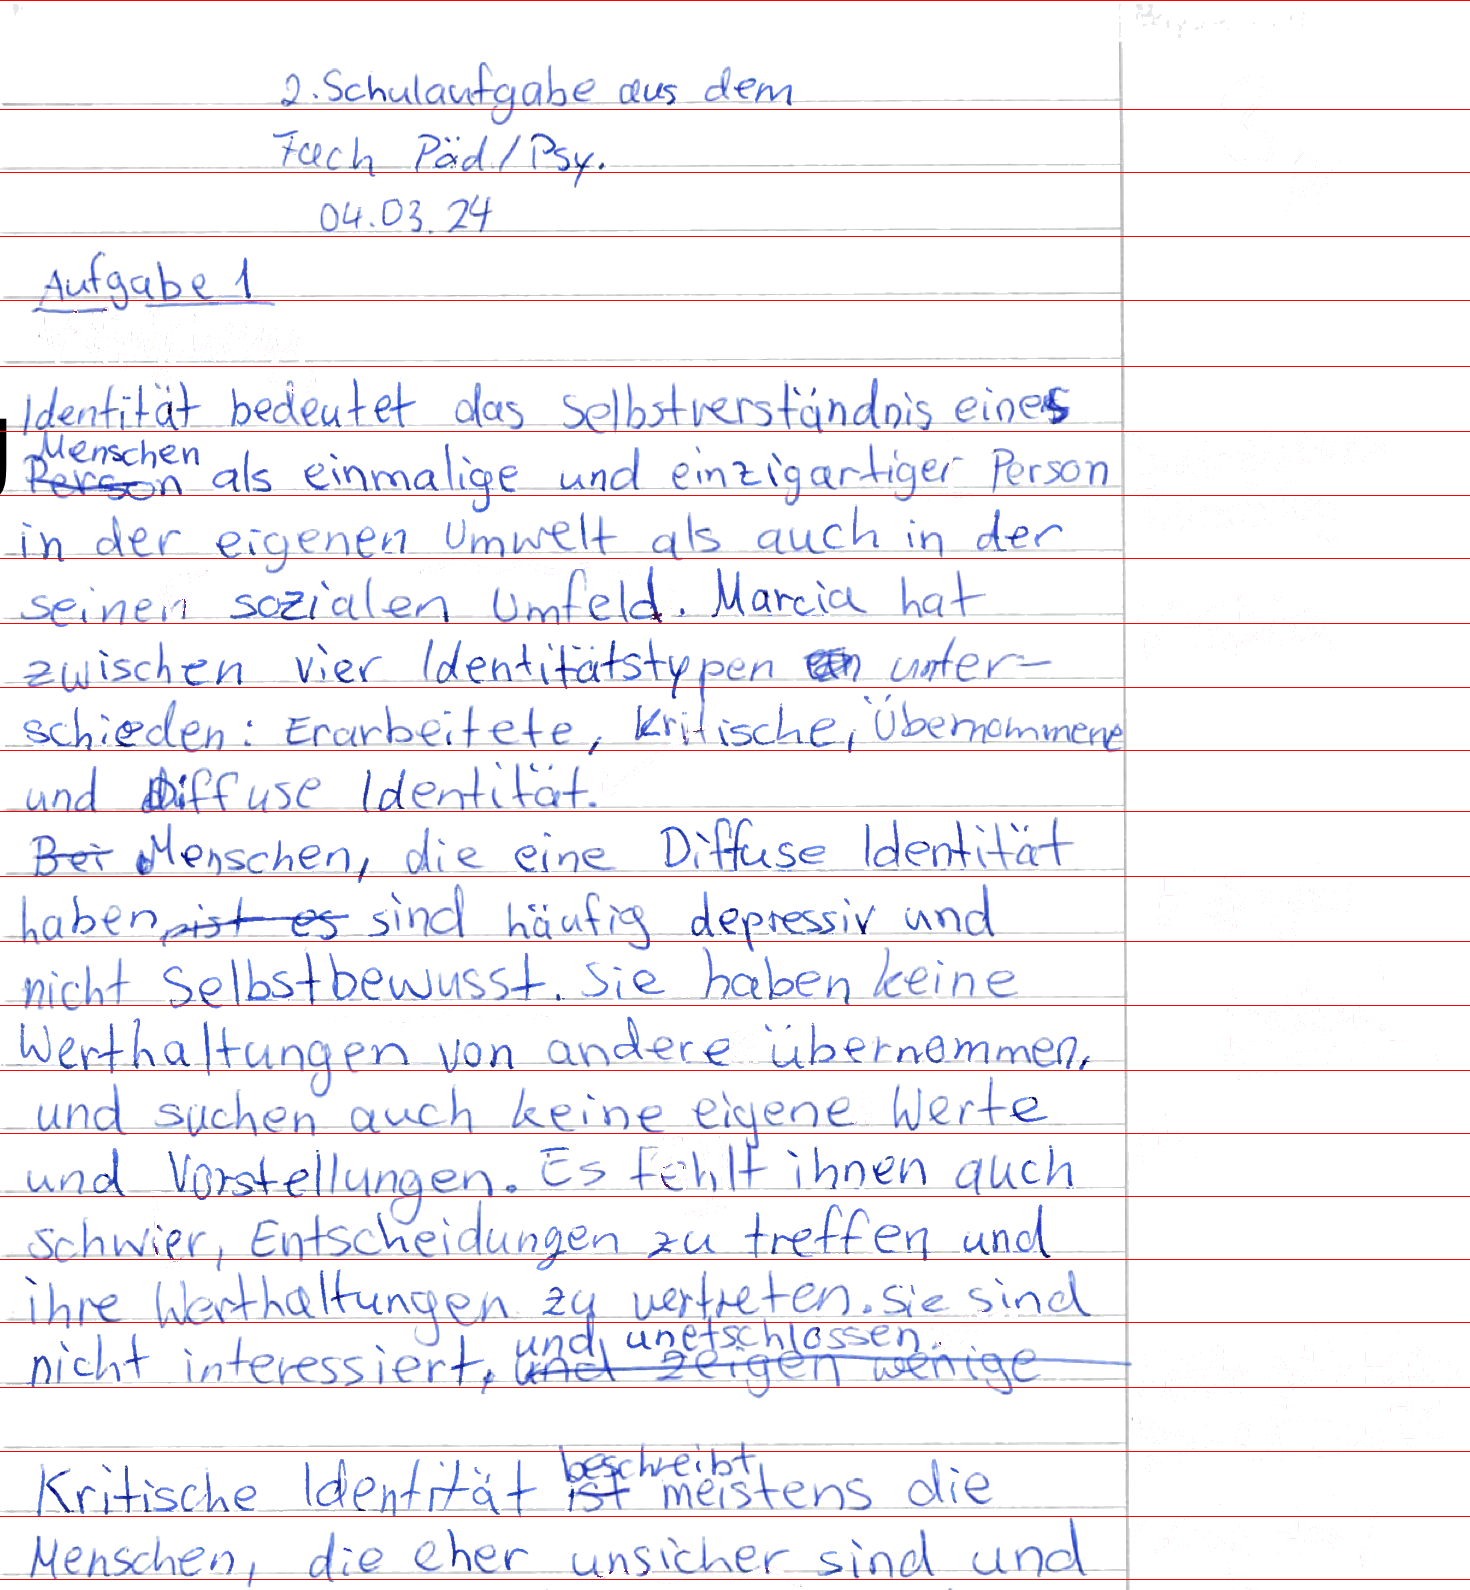 2. Schulaufgabe aus dem
Fach Päd/Psy.
04.03.24
Aufgabe 1
Identität bedeutet das Selbstverständnis eines
Menschen
Person als einmalige und einzigartiger Person
in der eigenen Umwelt als auch in der
seinen sozialen Umfeld. Marcia hat
zwischen vier Identitätstypen unter-
schieden: Erarbeitete, Kritische, Übernommene
und Diffuse Identität.
Bei Menschen, die eine Diffuse Identität
haben, ist es sind häufig depressiv und
nicht Selbstbewusst. Sie haben keine
Werthaltungen von andere übernommen,
und suchen auch keine eigene Werte
und Vorstellungen. Es fehlt ihnen auch
schwier, Entscheidungen zu treffen und
ihre Werthaltungen zu vertreten. Sie sind
und unetschlossen.
nicht interessiert, und zeigen wenige
beschreibt
Kritische Identität ist meistens die
Menschen, die eher unsicher sind und